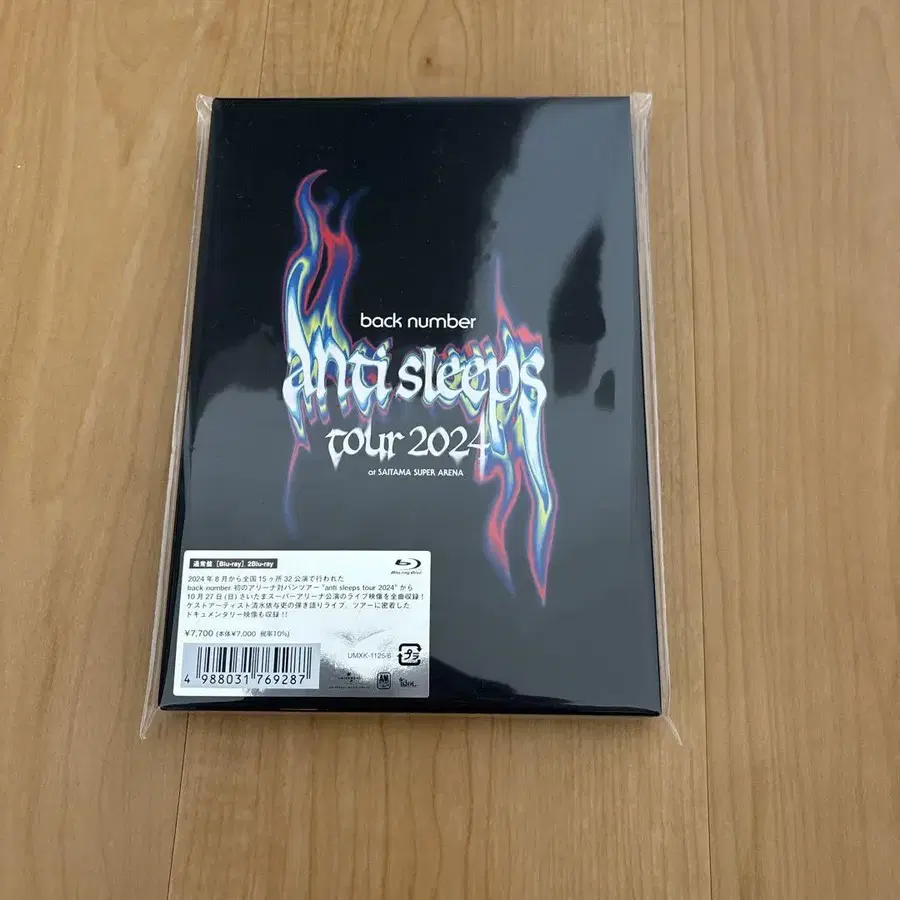 back number
anti sleeps
tour 2024
at SAITAMA SUPER ARENA
通常盤 [Blu-ray] 2Blu-ray
Blu-ray Disc
2024年8月から全国15ヶ所32公演で行われた
back number 初のアリーナ対バンツアー "anti sleeps tour 2024" から
10月27日(日)さいたまスーパーアリーナ公演のライブ映像を全曲収録!
ゲストアーティスト清水依与吏の弾き語りライブ、ツアーに密着した
ドキュメンタリー映像も収録!!
¥7,700 (本体¥7,000 税率10%)
UMXK-1125/6
プラ
4 988031 769287
UNIVERSAL
A&M